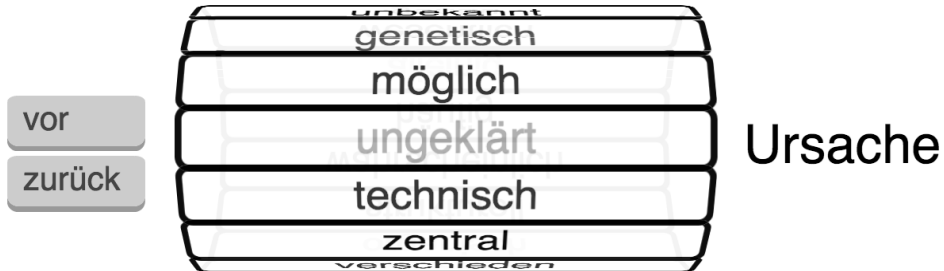 unbekannt
genetisch
möglich
vor
ungeklärt
Ursache
zurück
technisch
zentral
verschieden